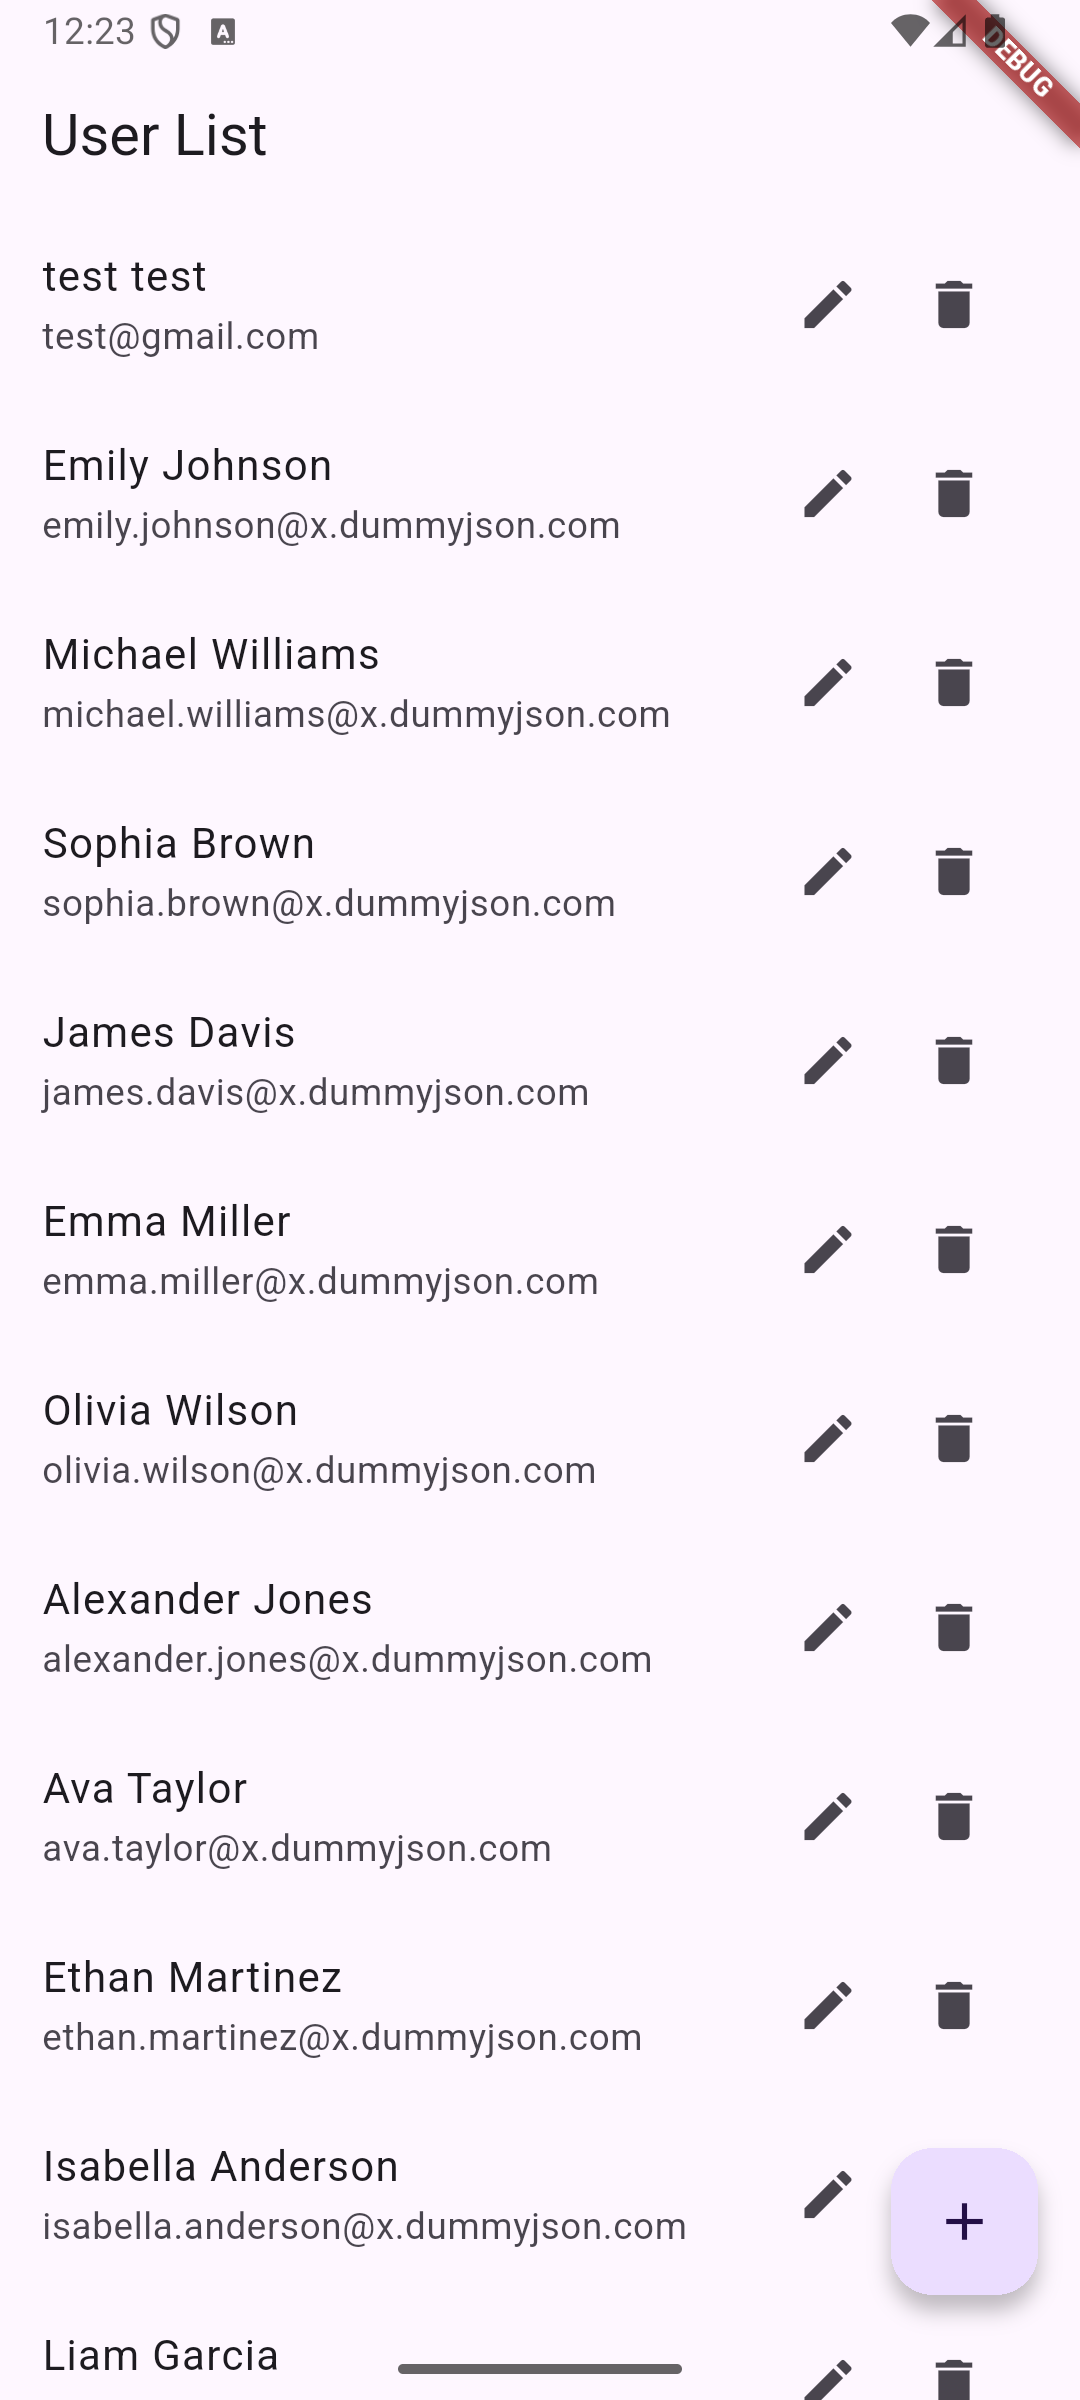 12:23
DEBUG
User List
test test
test@gmail.com
Emily Johnson
emily.johnson@x.dummyjson.com
Michael Williams
michael.williams@x.dummyjson.com
Sophia Brown
sophia.brown@x.dummyjson.com
James Davis
james.davis@x.dummyjson.com
Emma Miller
emma.miller@x.dummyjson.com
Olivia Wilson
olivia.wilson@x.dummyjson.com
Alexander Jones
alexander.jones@x.dummyjson.com
Ava Taylor
ava.taylor@x.dummyjson.com
Ethan Martinez
ethan.martinez@x.dummyjson.com
Isabella Anderson
isabella.anderson@x.dummyjson.com
Liam Garcia